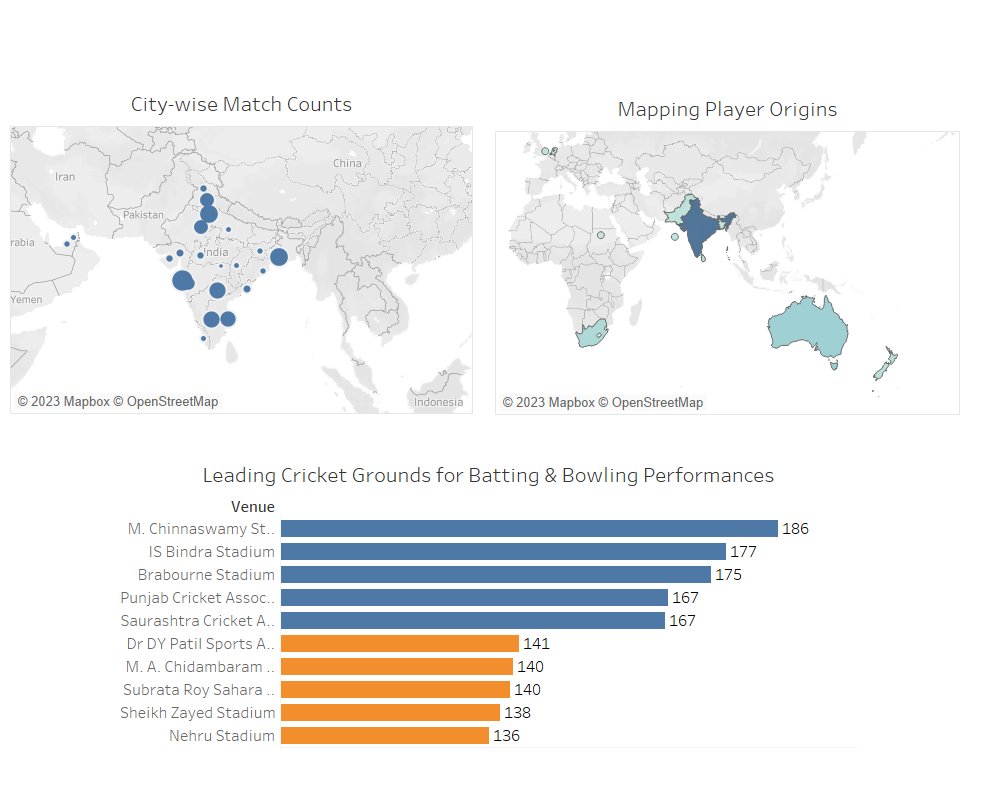 City-wise Match Counts
Mapping Player Origins
China
Iran
Pakistan
rabia
India
Yemen
Indonesia
© 2023 Mapbox © OpenStreetMap
© 2023 Mapbox © OpenStreetMap
Leading Cricket Grounds for Batting & Bowling Performances
Venue
M. Chinnaswamy St.. 186
IS Bindra Stadium 177
Brabourne Stadium 175
Punjab Cricket Assoc.. 167
Saurashtra Cricket A.. 167
Dr DY Patil Sports A.. 141
M. A. Chidambaram .. 140
Subrata Roy Sahara .. 140
Sheikh Zayed Stadium 138
Nehru Stadium 136